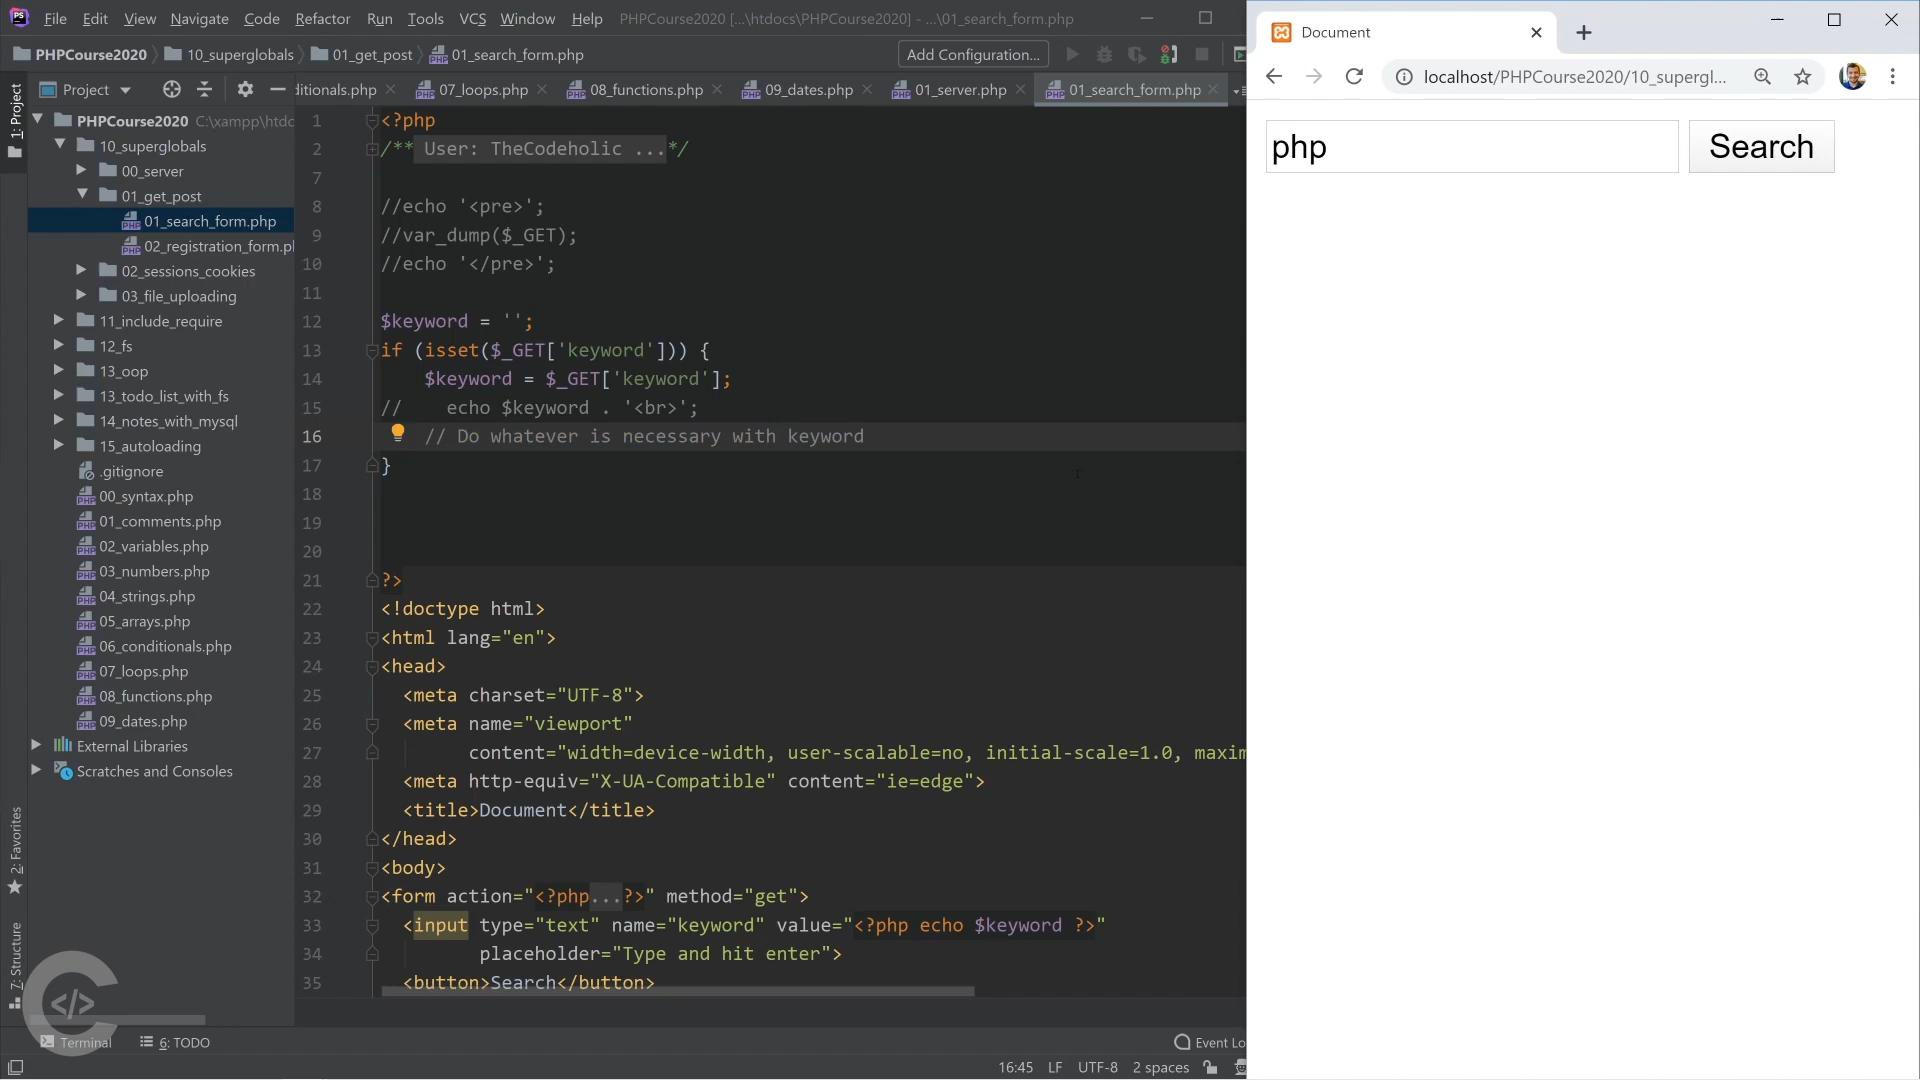 File Edit View Navigate Code Refactor Run Tools VCS Window Help PHPCourse2020 [...\htdocs\PHPCourse2020] - ...\01_search_form.php
PHPCourse2020 10_superglobals 01_get_post 01_search_form.php Add Configuration...
Project ditionals.php 07_loops.php 08_functions.php 09_dates.php 01_server.php 01_search_form.php
1: Project
PHPCourse2020 C:\xampp\htdc
10_superglobals
00_server
01_get_post
01_search_form.php
02_registration_form.pl
02_sessions_cookies
03_file_uploading
11_include_require
12_fs
13_oop
13_todo_list_with_fs
14_notes_with_mysql
15_autoloading
.gitignore
00_syntax.php
01_comments.php
02_variables.php
03_numbers.php
04_strings.php
05_arrays.php
06_conditionals.php
07_loops.php
08_functions.php
09_dates.php
External Libraries
Scratches and Consoles
2: Favorites
7: Structure
1 <?php
2 /** User: TheCodeholic ...*/
7
8 //echo '<pre>';
9 //var_dump($_GET);
10 //echo '</pre>';
11
12 $keyword = '';
13 if (isset($_GET['keyword'])) {
14 $keyword = $_GET['keyword'];
15 // echo $keyword . '<br>';
16 // Do whatever is necessary with keyword
17 }
18
19
20
21 ?>
22 <!doctype html>
23 <html lang="en">
24 <head>
25 <meta charset="UTF-8">
26 <meta name="viewport"
27 content="width=device-width, user-scalable=no, initial-scale=1.0, maxim
28 <meta http-equiv="X-UA-Compatible" content="ie=edge">
29 <title>Document</title>
30 </head>
31 <body>
32 <form action="<?php...?>" method="get">
33 <input type="text" name="keyword" value="<?php echo $keyword ?>"
34 placeholder="Type and hit enter">
35 <button>Search</button>
Terminal 6: TODO Event Lo
16:45 LF UTF-8 2 spaces
Document
localhost/PHPCourse2020/10_supergl...
php Search